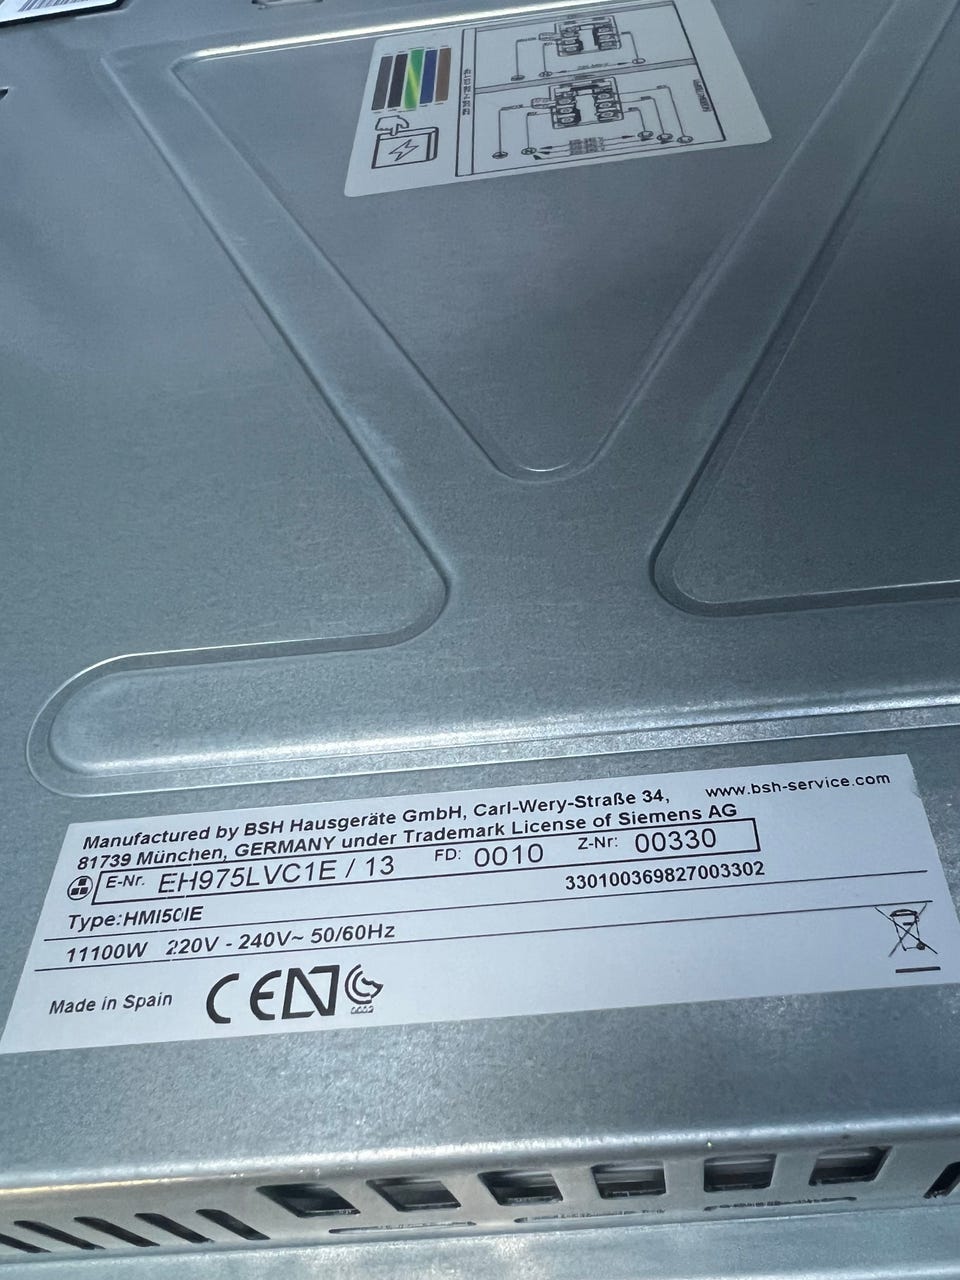 Manufactured by BSH Hausgeräte GmbH, Carl-Wery-Straße 34, www.bsh-service.com
81739 München, GERMANY under Trademark License of Siemens AG
E-Nr. EH975LVC1E / 13 FD: 0010 Z-Nr: 00330
Type:HMI50IE 330100369827003302
11100W 220V - 240V~ 50/60Hz
Made in Spain CE